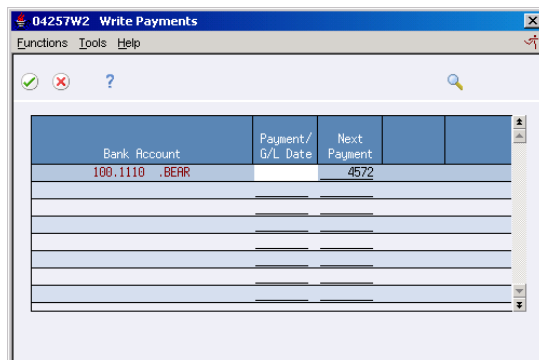 04257W2 Write Payments
Functions Tools Help
?
Payment/ Next
Bank Account G/L Date Payment
100.1110 .BEAR 4572